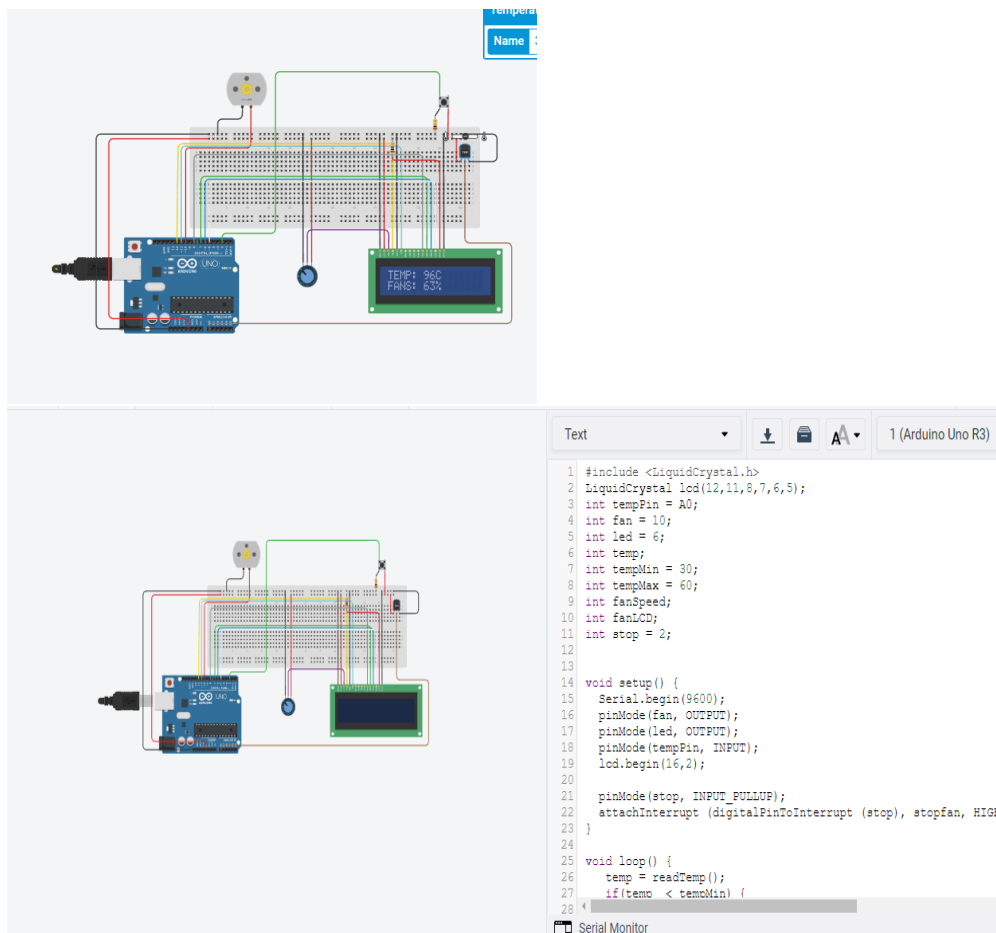 Temperat
Name
TEMP: 96C
FANS: 63%
ARDUINO
UNO
Text
AA
1 (Arduino Uno R3)
UNO
1 #include <LiquidCrystal.h>
2 LiquidCrystal lcd(12,11,8,7,6,5);
3 int tempPin = A0;
4 int fan = 10;
5 int led = 6;
6 int temp;
7 int tempMin = 30;
8 int tempMax = 60;
9 int fanSpeed;
10 int fanLCD;
11 int stop = 2;
12
13
14 void setup() {
15 Serial.begin(9600);
16 pinMode(fan, OUTPUT);
17 pinMode(led, OUTPUT);
18 pinMode(tempPin, INPUT);
19 lcd.begin(16,2);
20
21 pinMode(stop, INPUT_PULLUP);
22 attachInterrupt (digitalPinToInterrupt (stop), stopfan, HIGH
23 }
24
25 void loop() {
26 temp = readTemp();
27 if(temp < tempMin) {
28
Serial Monitor